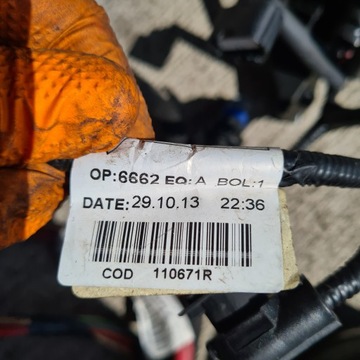 OP:6662 EQ:A BOL:1
DATE:29.10.13 22:36
COD 110671R